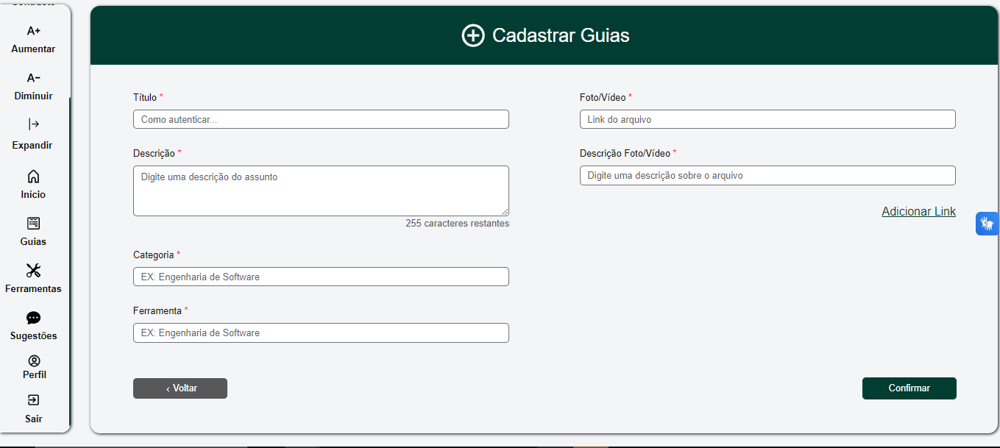 A+
Aumentar
A-
Diminuir
Expandir
Início
Guias
Ferramentas
Sugestões
Perfil
Sair
Cadastrar Guias
Título *
Como autenticar...
Descrição *
Digite uma descrição do assunto
255 caracteres restantes
Categoria *
EX: Engenharia de Software
Ferramenta *
EX: Engenharia de Software
Foto/Vídeo *
Link do arquivo
Descrição Foto/Vídeo *
Digite uma descrição sobre o arquivo
Adicionar Link
‹ Voltar
Confirmar